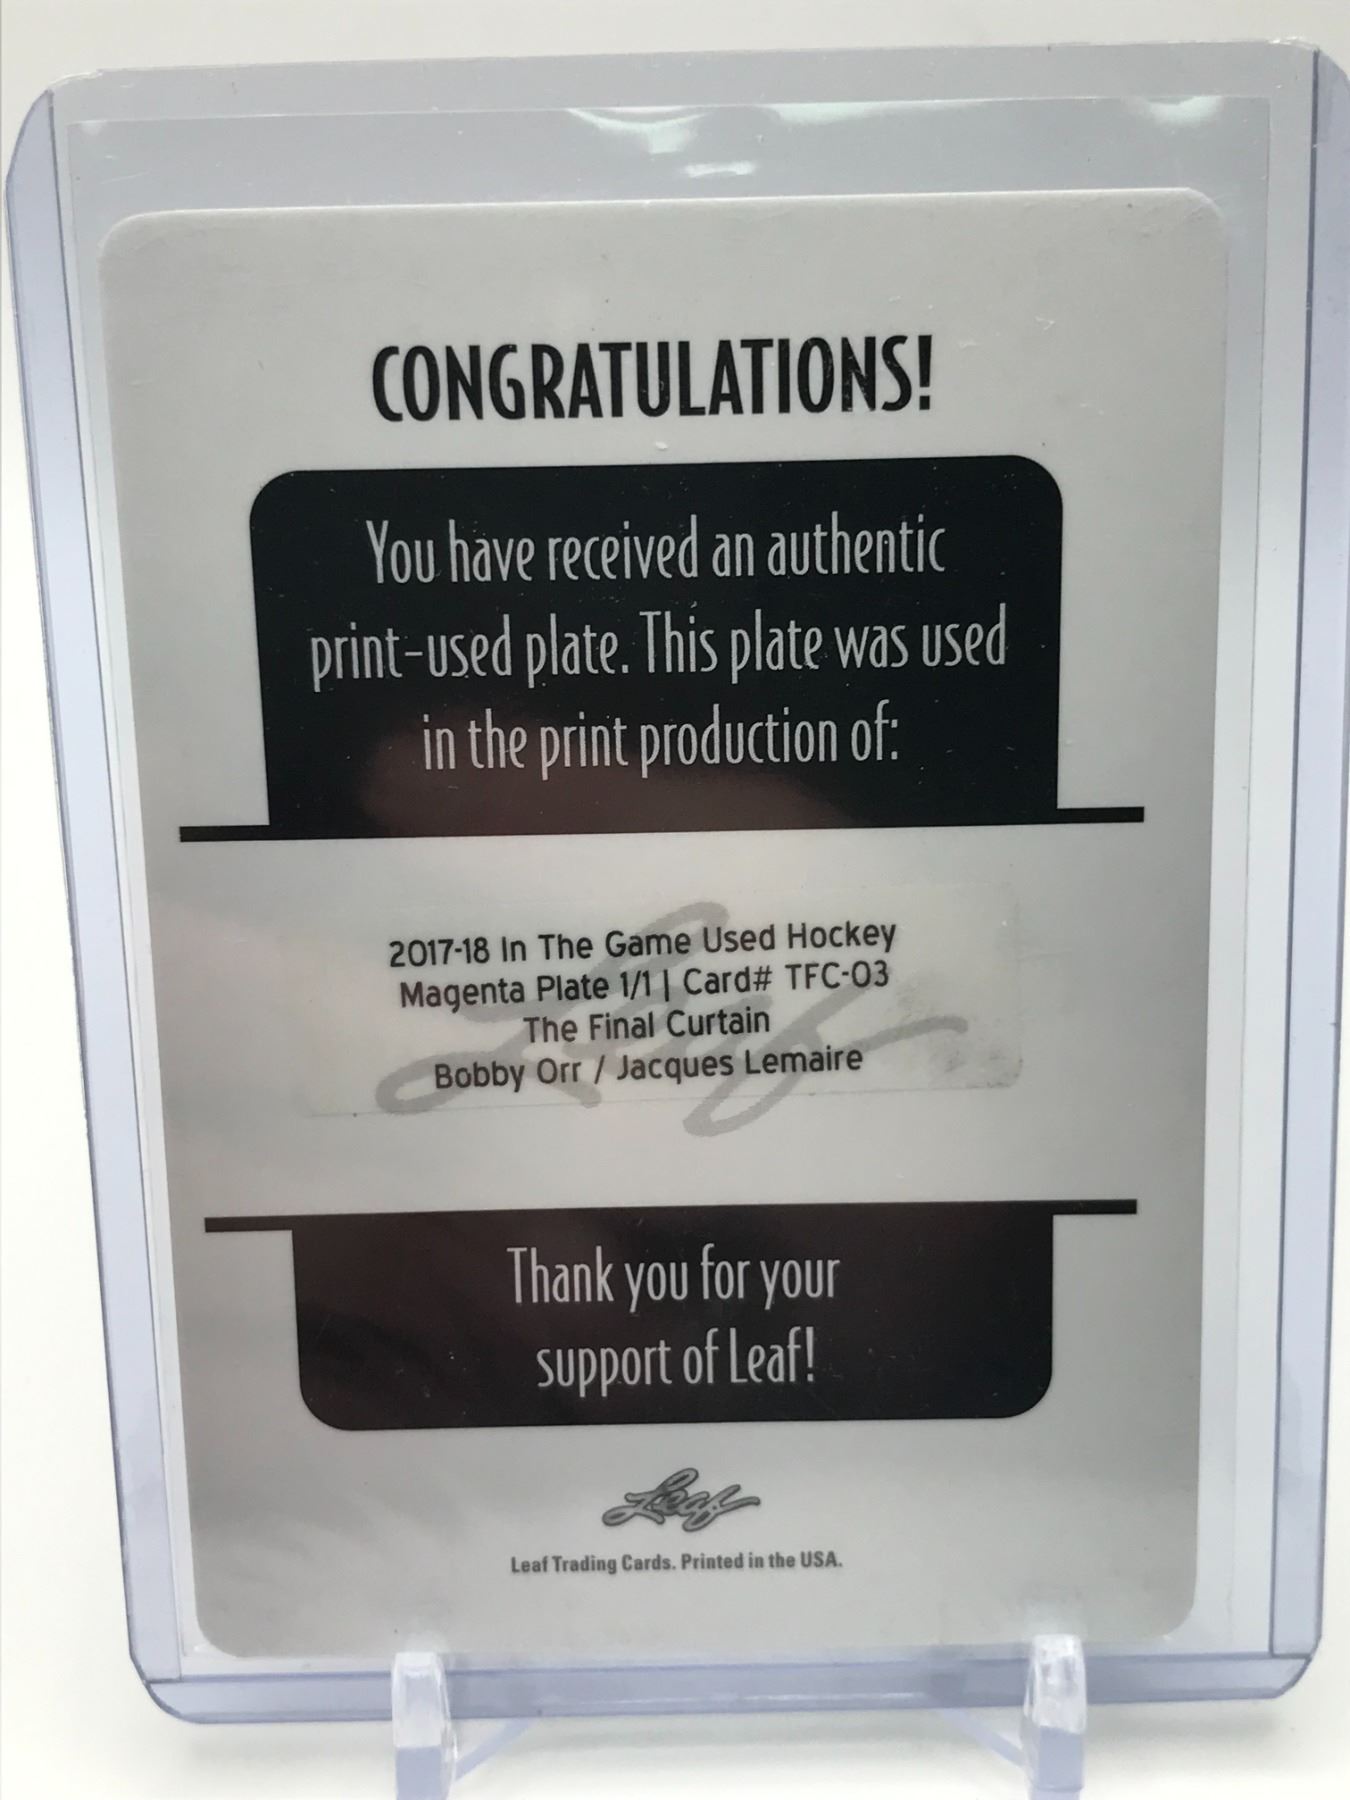 CONGRATULATIONS!
You have received an authentic
print-used plate. This plate was used
in the print production of:
2017-18 In The Game Used Hockey
Magenta Plate 1/1 | Card# TFC-03
The Final Curtain
Bobby Orr / Jacques Lemaire
Leaf
Thank you for your
support of Leaf!
Leaf
Leaf Trading Cards. Printed in the USA.